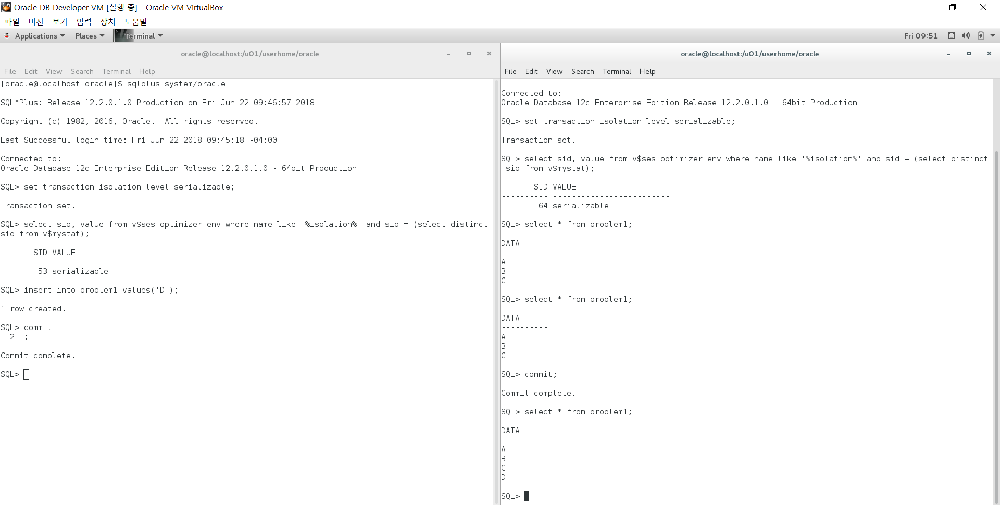 Oracle DB Developer VM [실행 중] - Oracle VM VirtualBox
파일 머신 보기 입력 장치 도움말
Applications Places Terminal Fri 09:51
oracle@localhost:/u01/userhome/oracle
File Edit View Search Terminal Help
[oracle@localhost oracle]$ sqlplus system/oracle
SQL*Plus: Release 12.2.0.1.0 Production on Fri Jun 22 09:46:57 2018
Copyright (c) 1982, 2016, Oracle.  All rights reserved.
Last Successful login time: Fri Jun 22 2018 09:45:18 -04:00
Connected to:
Oracle Database 12c Enterprise Edition Release 12.2.0.1.0 - 64bit Production
SQL> set transaction isolation level serializable;
Transaction set.
SQL> select sid, value from v$ses_optimizer_env where name like '%isolation%' and sid = (select distinct
sid from v$mystat);
       SID VALUE
---------- -------------------------
        53 serializable
SQL> insert into problem1 values('D');
1 row created.
SQL> commit
  2  ;
Commit complete.
SQL>
oracle@localhost:/u01/userhome/oracle
File Edit View Search Terminal Help
Connected to:
Oracle Database 12c Enterprise Edition Release 12.2.0.1.0 - 64bit Production
SQL> set transaction isolation level serializable;
Transaction set.
SQL> select sid, value from v$ses_optimizer_env where name like '%isolation%' and sid = (select distinct
 sid from v$mystat);
       SID VALUE
---------- -------------------------
        64 serializable
SQL> select * from problem1;
DATA
----------
A
B
C
SQL> select * from problem1;
DATA
----------
A
B
C
SQL> commit;
Commit complete.
SQL> select * from problem1;
DATA
----------
A
B
C
D
SQL>